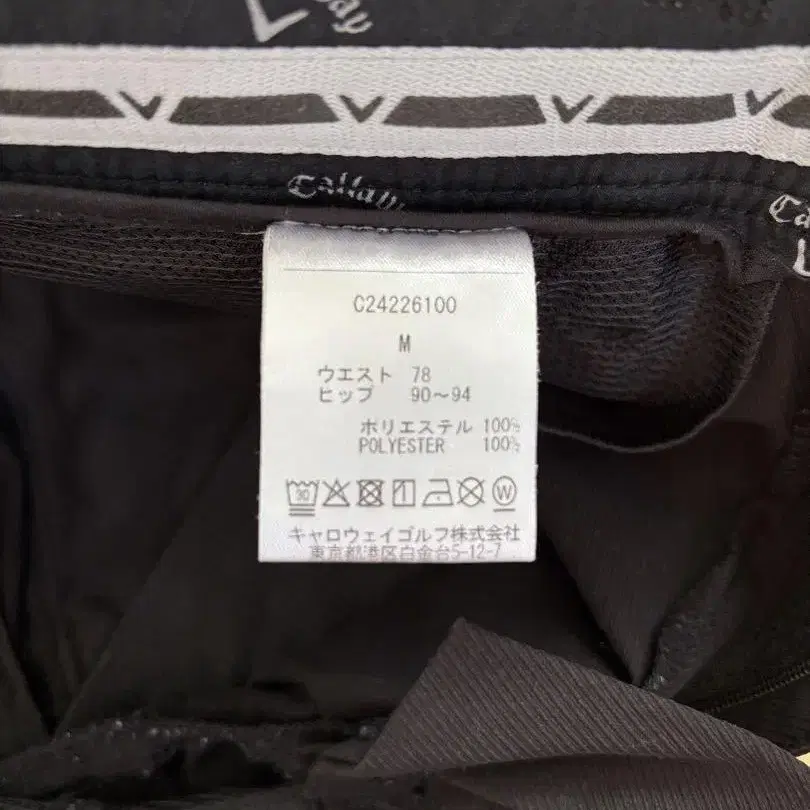 Callaway
C24226100
M
ウエスト 78
ヒップ 90～94
ポリエステル 100%
POLYESTER 100%
30
W
キャロウェイゴルフ株式会社
東京都港区白金台5-12-7